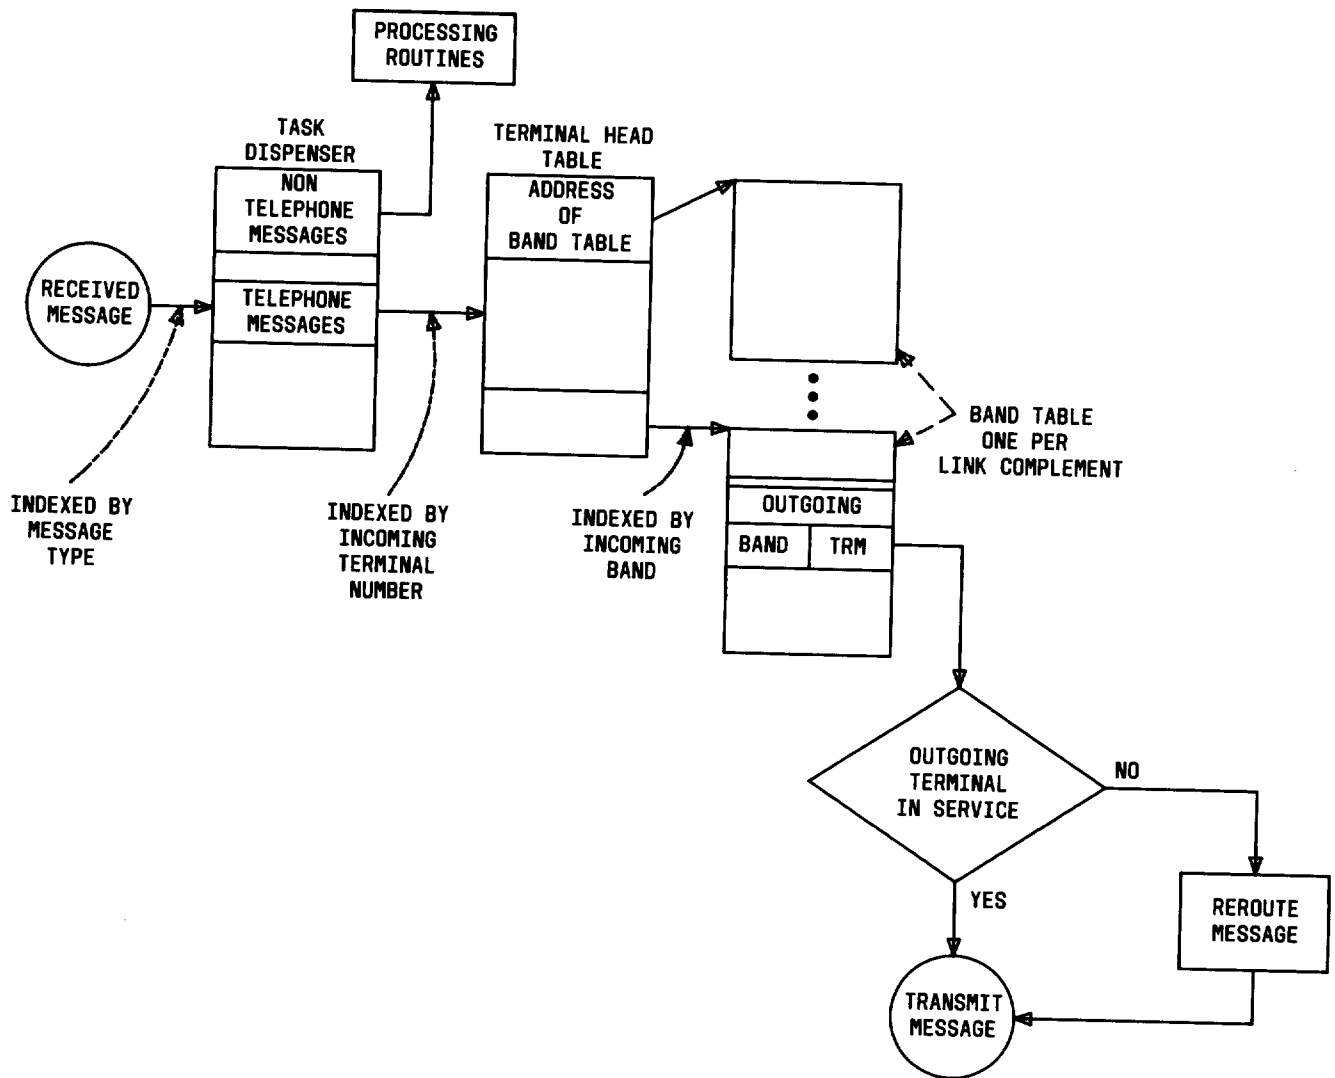 PROCESSING
ROUTINES
TASK
DISPENSER
TERMINAL HEAD
TABLE
NON
TELEPHONE
MESSAGES
ADDRESS
OF
BAND TABLE
RECEIVED
MESSAGE
TELEPHONE
MESSAGES
BAND TABLE
ONE PER
LINK COMPLEMENT
INDEXED BY
MESSAGE
TYPE
INDEXED BY
INCOMING
TERMINAL
NUMBER
INDEXED BY
INCOMING
BAND
OUTGOING
BAND
TRM
OUTGOING
TERMINAL
IN SERVICE
NO
YES
REROUTE
MESSAGE
TRANSMIT
MESSAGE